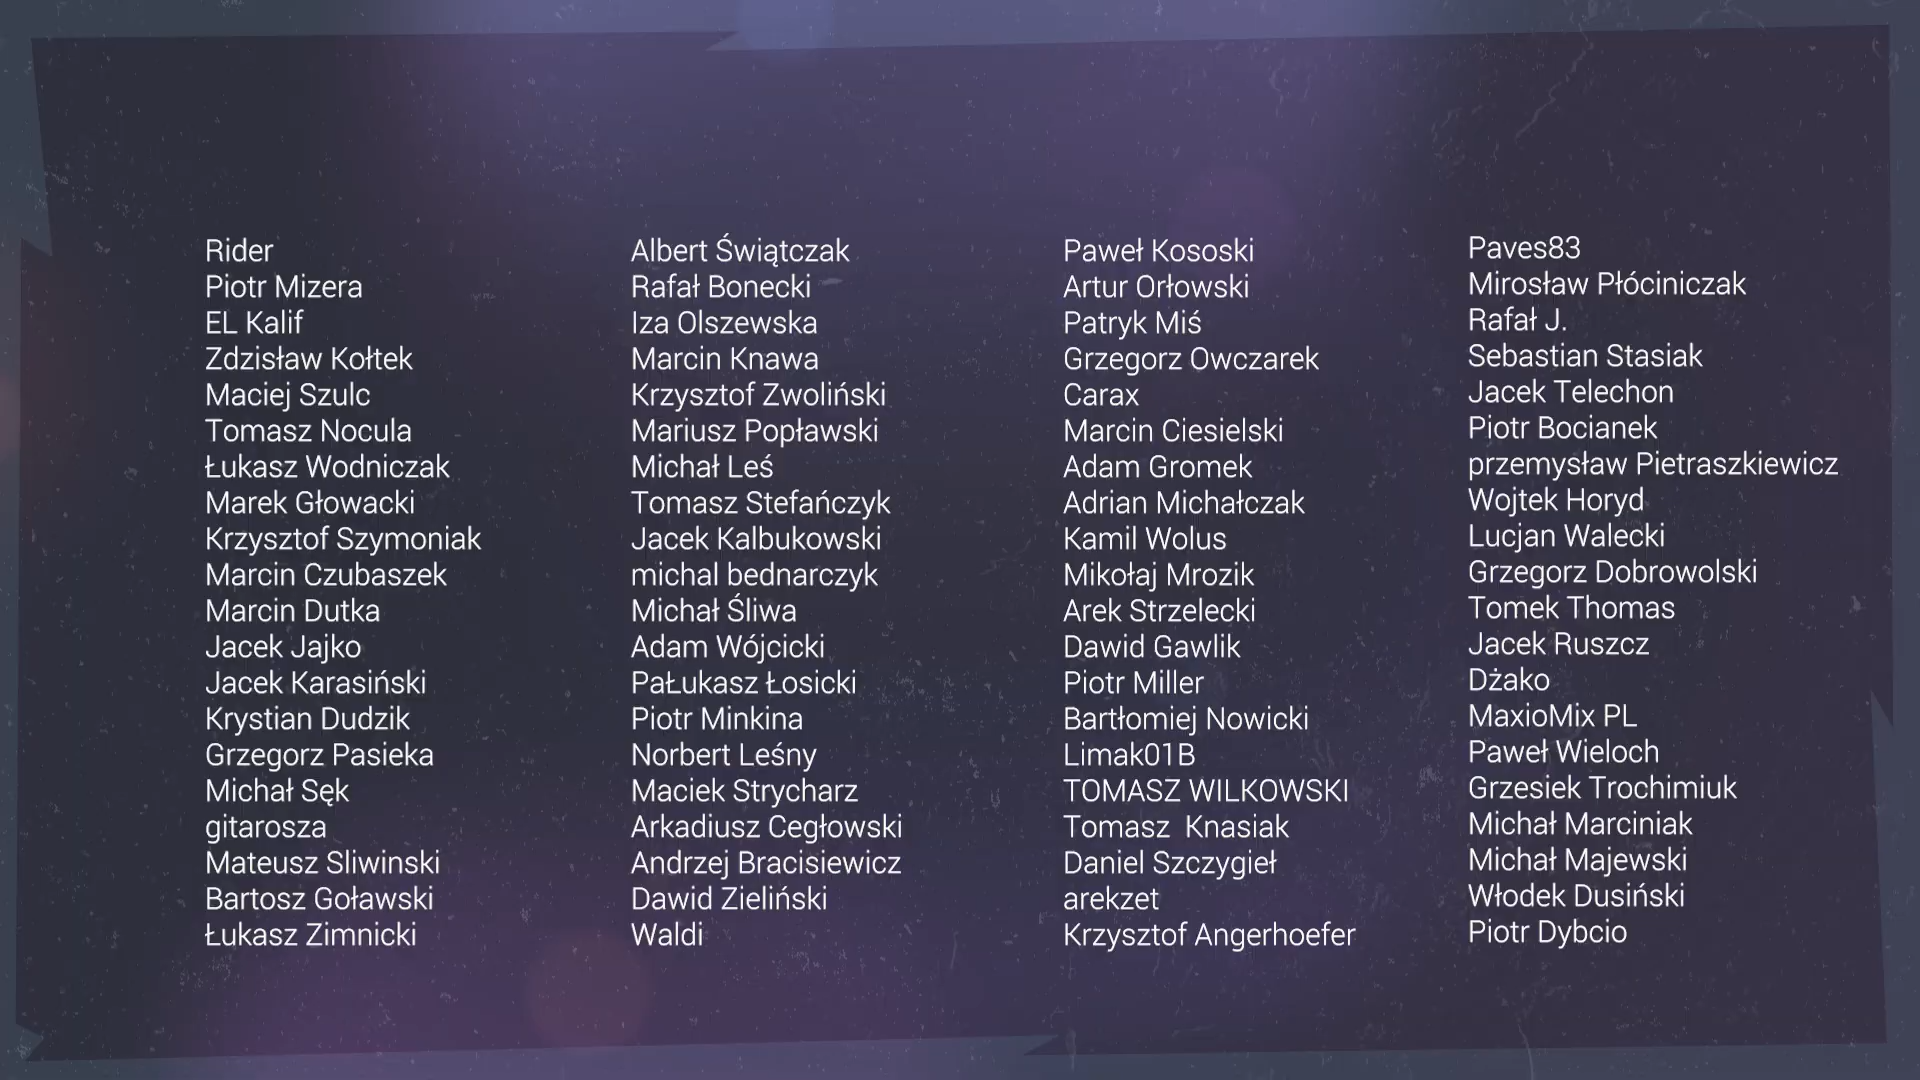 Rider
Piotr Mizera
EL Kalif
Zdzisław Kołtek
Maciej Szulc
Tomasz Nocula
Łukasz Wodniczak
Marek Głowacki
Krzysztof Szymoniak
Marcin Czubaszek
Marcin Dutka
Jacek Jajko
Jacek Karasiński
Krystian Dudzik
Grzegorz Pasieka
Michał Sęk
gitarosza
Mateusz Sliwinski
Bartosz Goławski
Łukasz Zimnicki
Albert Świątczak
Rafał Bonecki
Iza Olszewska
Marcin Knawa
Krzysztof Zwoliński
Mariusz Popławski
Michał Leś
Tomasz Stefańczyk
Jacek Kalbukowski
michal bednarczyk
Michał Śliwa
Adam Wójcicki
PaŁukasz Łosicki
Piotr Minkina
Norbert Leśny
Maciek Strycharz
Arkadiusz Cegłowski
Andrzej Bracisiewicz
Dawid Zieliński
Waldi
Paweł Kososki
Artur Orłowski
Patryk Miś
Grzegorz Owczarek
Carax
Marcin Ciesielski
Adam Gromek
Adrian Michałczak
Kamil Wolus
Mikołaj Mrozik
Arek Strzelecki
Dawid Gawlik
Piotr Miller
Bartłomiej Nowicki
Limak01B
TOMASZ WILKOWSKI
Tomasz  Knasiak
Daniel Szczygieł
arekzet
Krzysztof Angerhoefer
Paves83
Mirosław Płóciniczak
Rafał J.
Sebastian Stasiak
Jacek Telechon
Piotr Bocianek
przemysław Pietraszkiewicz
Wojtek Horyd
Lucjan Walecki
Grzegorz Dobrowolski
Tomek Thomas
Jacek Ruszcz
Dżako
MaxioMix PL
Paweł Wieloch
Grzesiek Trochimiuk
Michał Marciniak
Michał Majewski
Włodek Dusiński
Piotr Dybcio